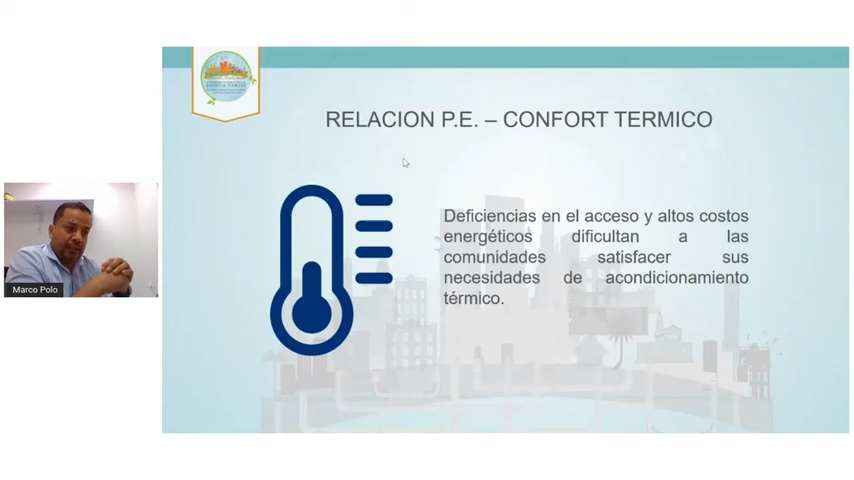 RELACION P.E. – CONFORT TERMICO
Deficiencias en el acceso y altos costos
energéticos dificultan a las
comunidades satisfacer sus
necesidades de acondicionamiento
térmico.
Marco Polo